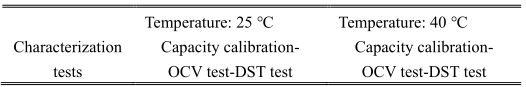 Temperature: 25 ℃ Temperature: 40 ℃
Characterization Capacity calibration- Capacity calibration-
tests OCV test-DST test OCV test-DST test